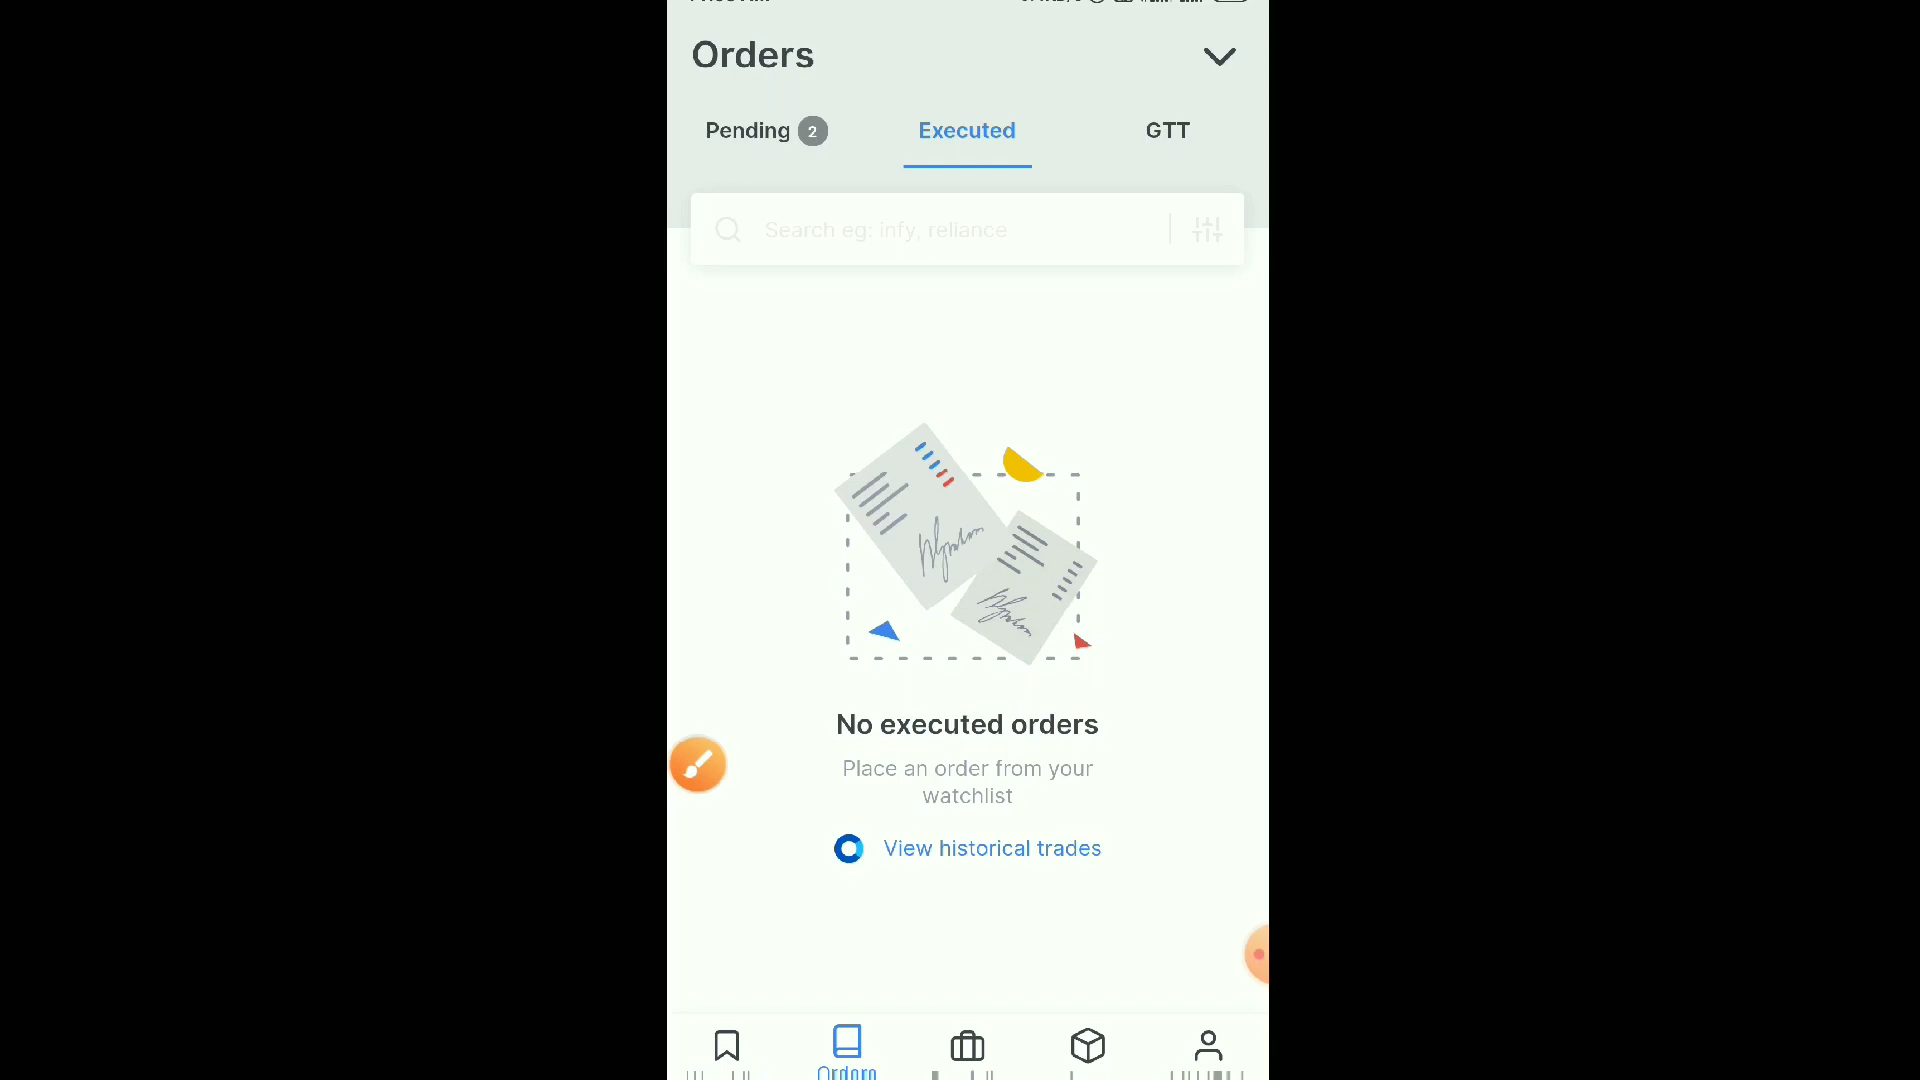 Orders
Pending 2
Executed
GTT
Search eg: infy, reliance
No executed orders
Place an order from your
watchlist
View historical trades
Orders